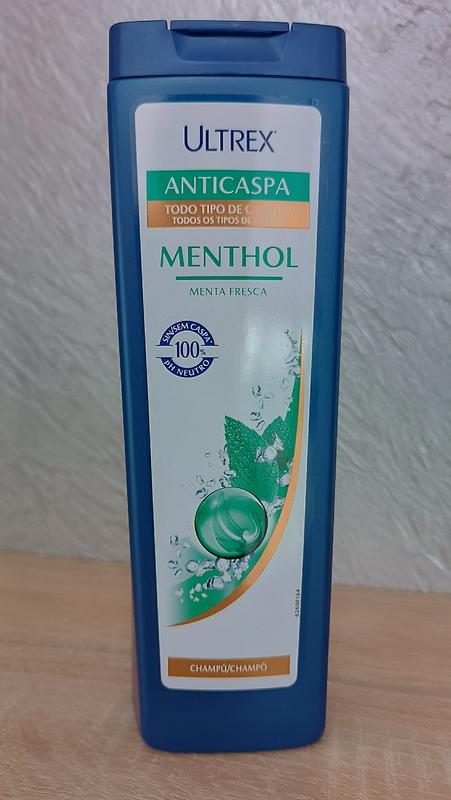 ULTREX
ANTICASPA
TODO TIPO DE
TODOS OS TIPOS DE
MENTHOL
MENTA FRESCA
SIN/SEM CASPA*
100%
pH NEUTRO
62698164
CHAMPÚ/CHAMPÔ